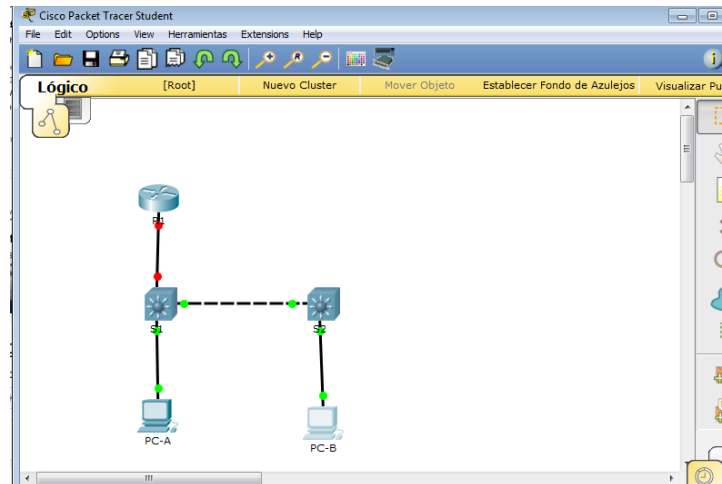 Cisco Packet Tracer Student
File Edit Options View Herramientas Extensions Help
Lógico [Root] Nuevo Cluster Mover Objeto Establecer Fondo de Azulejos Visualizar Pu
R1
S1 S2
PC-A
PC-B